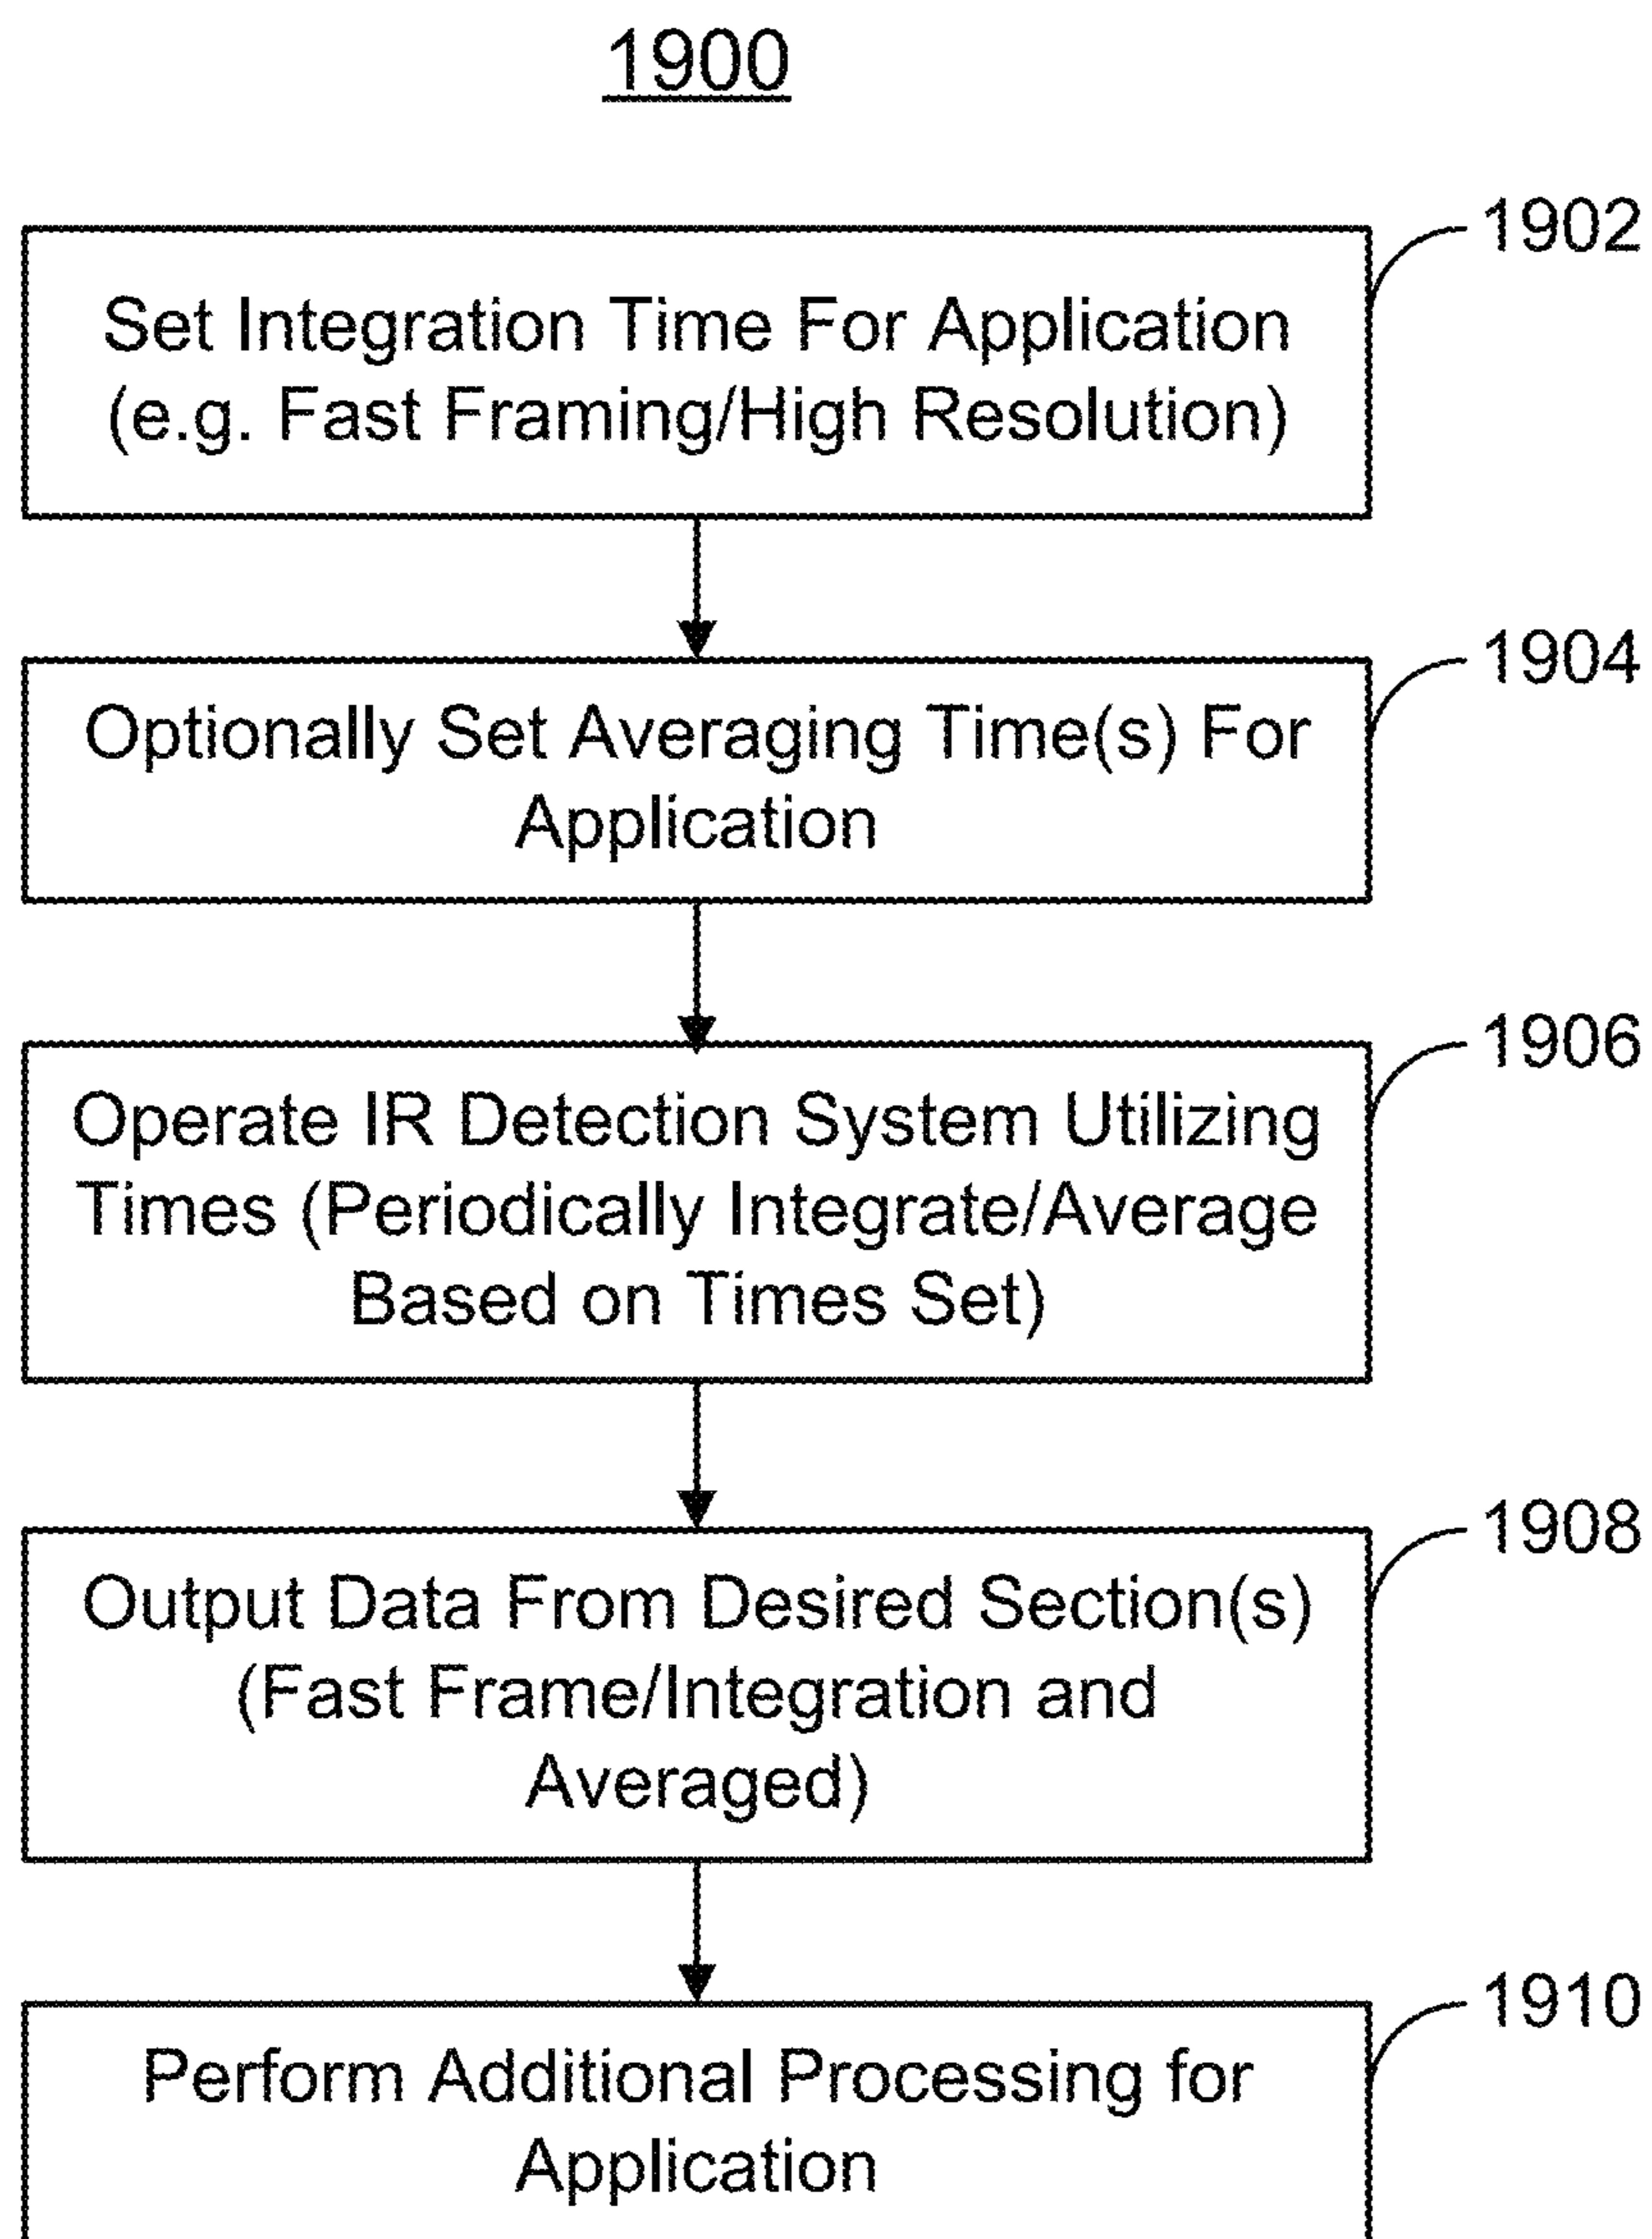 1900
1902
Set Integration Time For Application
(e.g. Fast Framing/High Resolution)
1904
Optionally Set Averaging Time(s) For
Application
1906
Operate IR Detection System Utilizing
Times (Periodically Integrate/Average
Based on Times Set)
1908
Output Data From Desired Section(s)
(Fast Frame/Integration and
Averaged)
1910
Perform Additional Processing for
Application